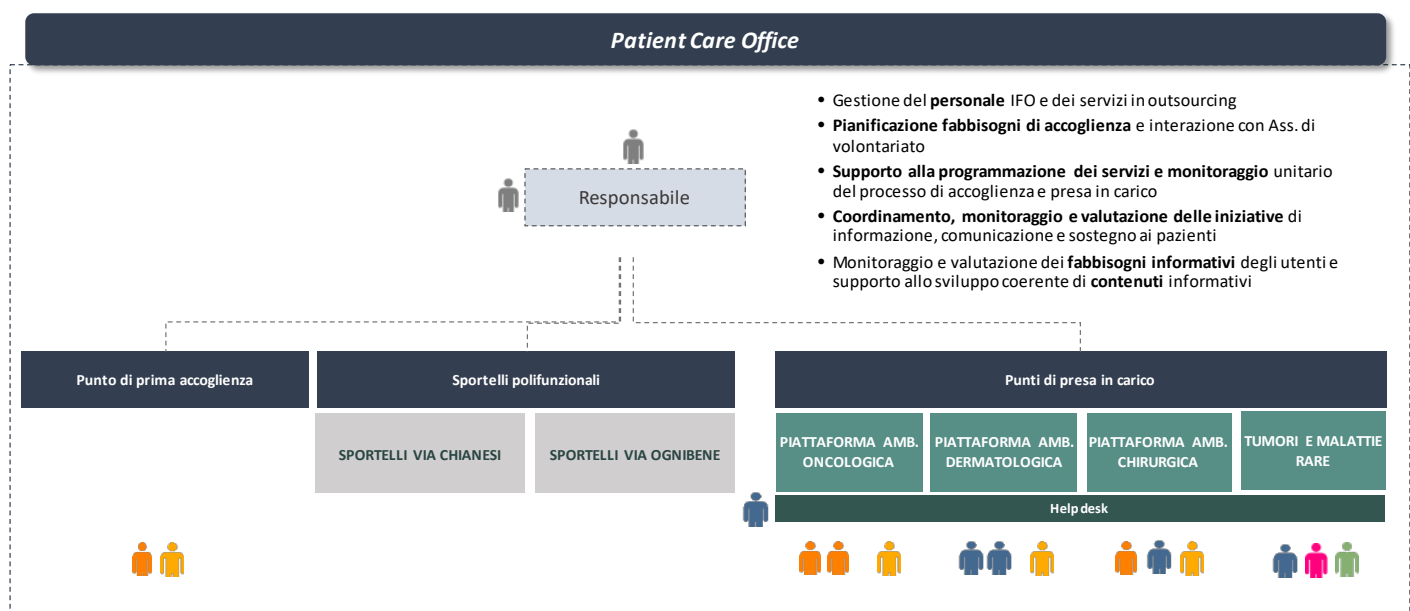 Patient Care Office
• Gestione del personale IFO e dei servizi in outsourcing
• Pianificazione fabbisogni di accoglienza e interazione con Ass. di
volontariato
• Supporto alla programmazione dei servizi e monitoraggio unitario
del processo di accoglienza e presa in carico
• Coordinamento, monitoraggio e valutazione delle iniziative di
informazione, comunicazione e sostegno ai pazienti
• Monitoraggio e valutazione dei fabbisogni informativi degli utenti e
supporto allo sviluppo coerente di contenuti informativi
Responsabile
Punto di prima accoglienza
Sportelli polifunzionali
Punti di presa in carico
SPORTELLI VIA CHIANESI
SPORTELLI VIA OGNIBENE
PIATTAFORMA AMB.
ONCOLOGICA
PIATTAFORMA AMB.
DERMATOLOGICA
PIATTAFORMA AMB.
CHIRURGICA
TUMORI E MALATTIE
RARE
Help desk